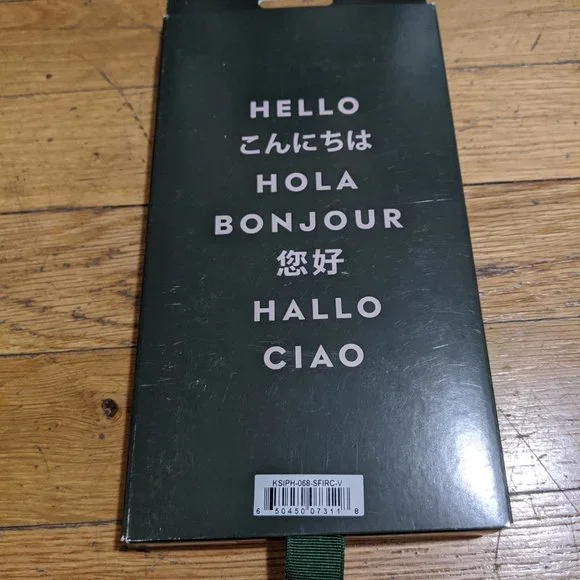 HELLO
こんにちは
HOLA
BONJOUR
您好
HALLO
CIAO
KSIPH-068-SFIRC-V
6 50450 07311 8